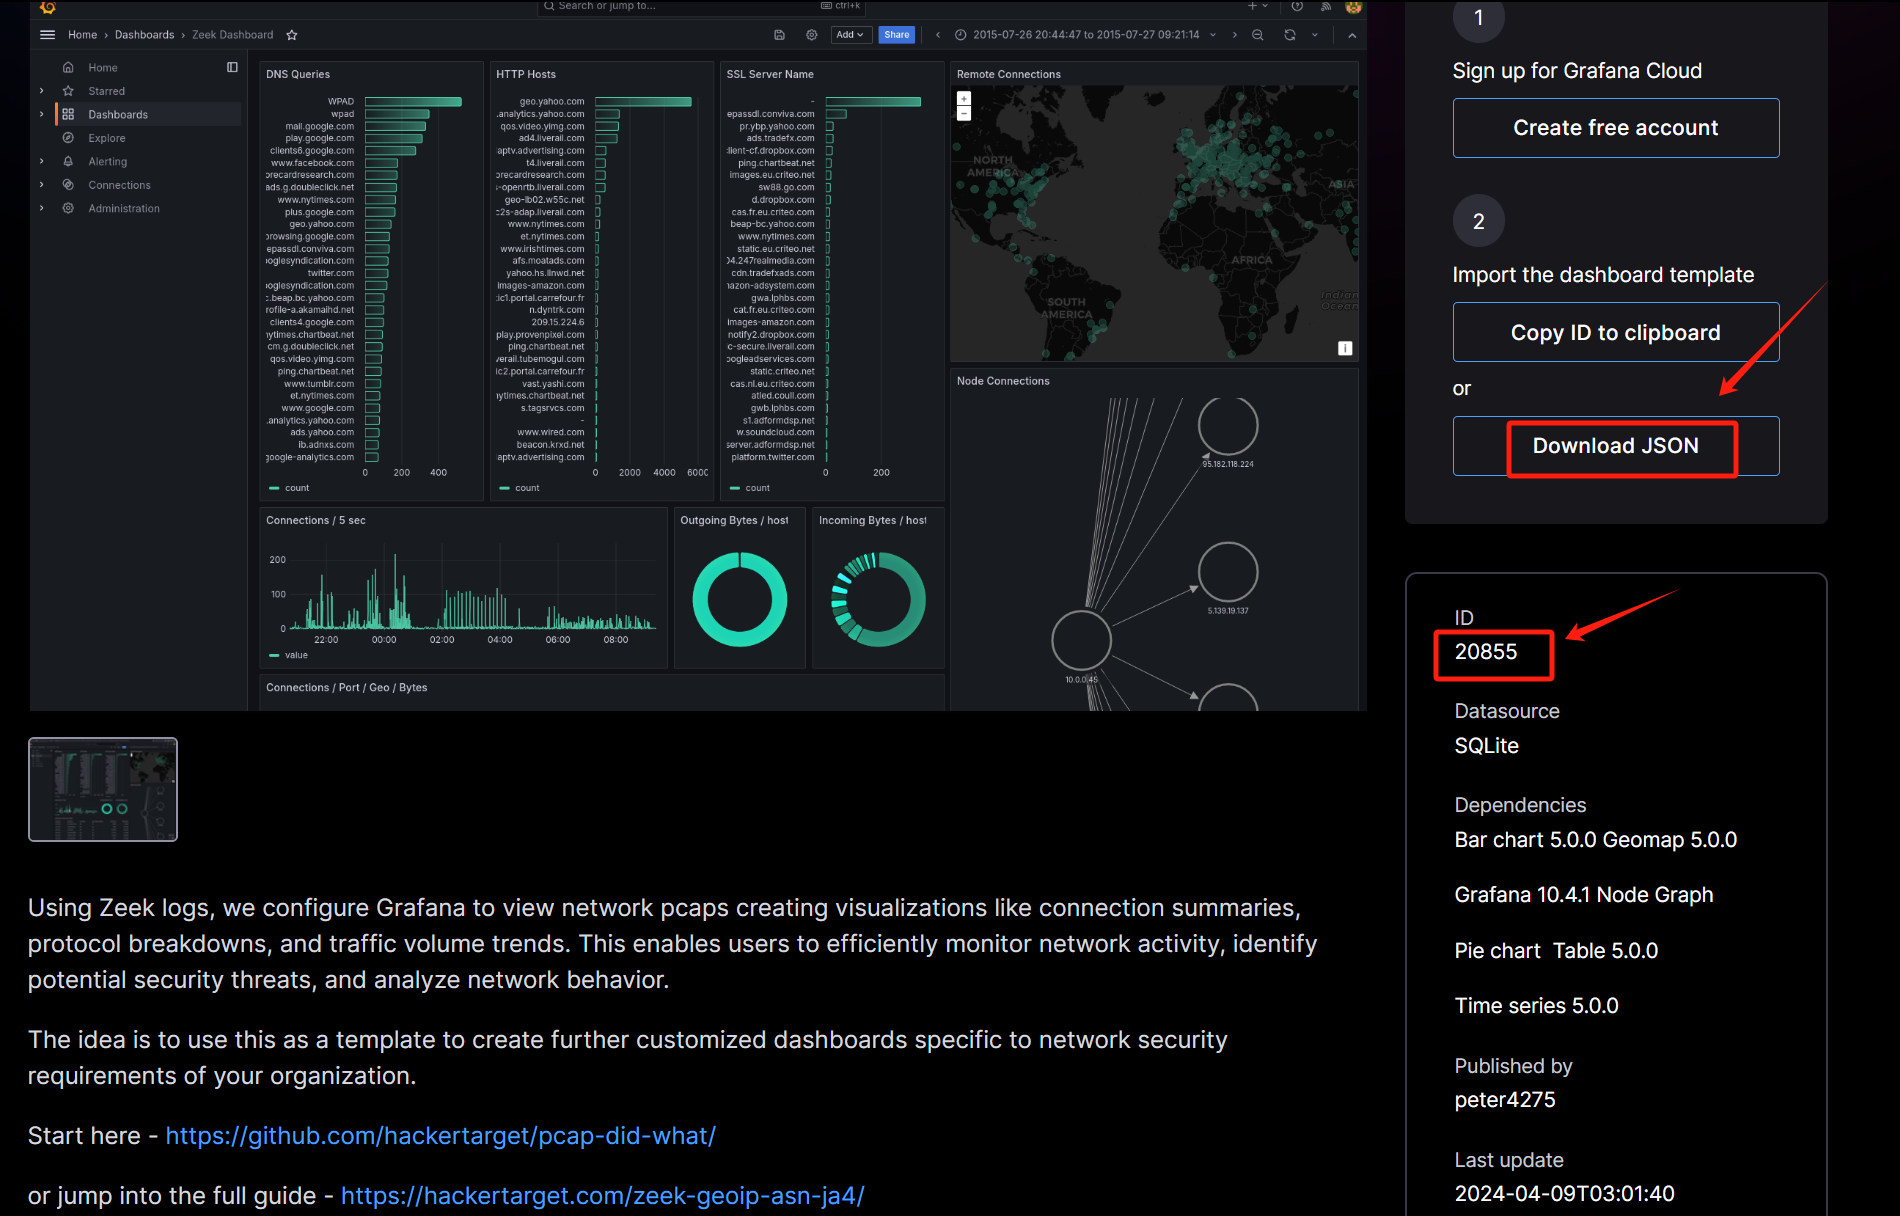 Search or jump to...
ctrl+k
Home › Dashboards › Zeek Dashboard
Add
Share
2015-07-26 20:44:47 to 2015-07-27 09:21:14
Home
Starred
Dashboards
Explore
Alerting
Connections
Administration
DNS Queries
WPAD
wpad
mail.google.com
play.google.com
clients6.google.com
www.facebook.com
orecardresearch.com
ads.g.doubleclick.net
www.nytimes.com
plus.google.com
geo.yahoo.com
browsing.google.com
epassdl.conviva.com
ooglesyndication.com
twitter.com
ooglesyndication.com
c.beap.bc.yahoo.com
rofile-a.akamaihd.net
clients4.google.com
nytimes.chartbeat.net
cm.g.doubleclick.net
qos.video.yimg.com
ping.chartbeat.net
www.tumblr.com
et.nytimes.com
www.google.com
.analytics.yahoo.com
ads.yahoo.com
ib.adnxs.com
google-analytics.com
0 200 400
count
HTTP Hosts
geo.yahoo.com
.analytics.yahoo.com
qos.video.yimg.com
ad4.liverail.com
aptv.advertising.com
t4.liverail.com
orecardresearch.com
s-openrtb.liverail.com
geo-lb02.w55c.net
c2s-adap.liverail.com
www.nytimes.com
et.nytimes.com
www.irishtimes.com
afs.moatads.com
yahoo.hs.llnwd.net
images-amazon.com
tic1.portal.carrefour.fr
n.dyntrk.com
209.15.224.6
play.provenpixel.com
ping.chartbeat.net
verail.tubemogul.com
ic2.portal.carrefour.fr
vast.yashi.com
nytimes.chartbeat.net
s.tagsrvcs.com
-
www.wired.com
beacon.krxd.net
aptv.advertising.com
0 2000 4000 6000
count
SSL Server Name
-
epassdl.conviva.com
pr.ybp.yahoo.com
ads.tradefx.com
client-cf.dropbox.com
ping.chartbeat.net
images.eu.criteo.net
sw88.go.com
d.dropbox.com
cas.fr.eu.criteo.com
beap-bc.yahoo.com
www.nytimes.com
static.eu.criteo.net
04.247realmedia.com
cdn.tradefxads.com
mazon-adsystem.com
gwa.lphbs.com
cat.fr.eu.criteo.com
images-amazon.com
notify2.dropbox.com
ic-secure.liverail.com
oogleadservices.com
static.criteo.net
cas.nl.eu.criteo.com
atled.coull.com
gwb.lphbs.com
s1.adformdsp.net
w.soundcloud.com
server.adformdsp.net
platform.twitter.com
0 200
count
Remote Connections
+
-
NORTH
AMERICA
ASIA
AFRICA
SOUTH
AMERICA
Indian
Ocean
i
Node Connections
95.182.118.224
5.139.19.137
10.0.0.45
Connections / 5 sec
200
100
0
22:00 00:00 02:00 04:00 06:00 08:00
value
Outgoing Bytes / host
Incoming Bytes / host
Connections / Port / Geo / Bytes
Using Zeek logs, we configure Grafana to view network pcaps creating visualizations like connection summaries,
protocol breakdowns, and traffic volume trends. This enables users to efficiently monitor network activity, identify
potential security threats, and analyze network behavior.
The idea is to use this as a template to create further customized dashboards specific to network security
requirements of your organization.
Start here - https://github.com/hackertarget/pcap-did-what/
or jump into the full guide - https://hackertarget.com/zeek-geoip-asn-ja4/
1
Sign up for Grafana Cloud
Create free account
2
Import the dashboard template
Copy ID to clipboard
or
Download JSON
ID
20855
Datasource
SQLite
Dependencies
Bar chart 5.0.0 Geomap 5.0.0
Grafana 10.4.1 Node Graph
Pie chart Table 5.0.0
Time series 5.0.0
Published by
peter4275
Last update
2024-04-09T03:01:40